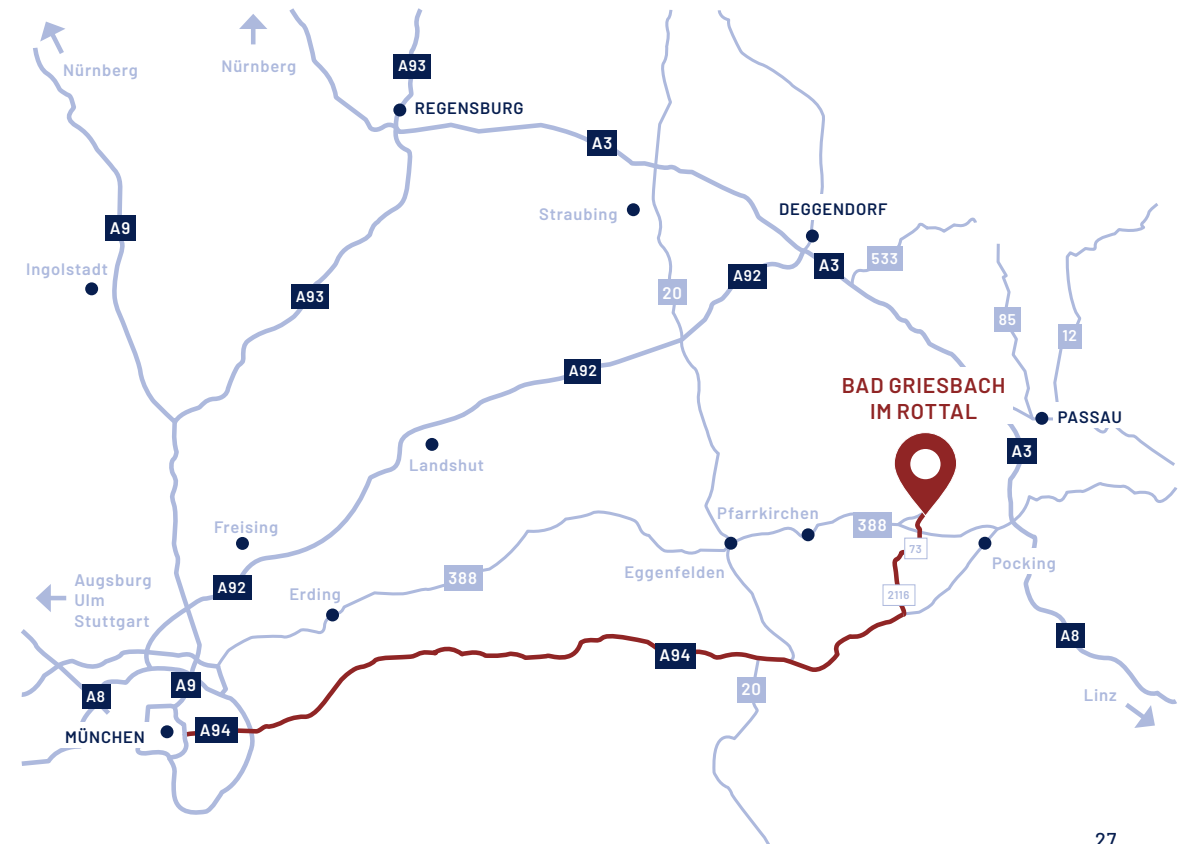 Nürnberg
Nürnberg
A93
REGENSBURG
A3
Straubing
DEGGENDORF
A9
Ingolstadt
A93
A92
A3
533
20
85
12
A92
BAD GRIESBACH
IM ROTTAL
PASSAU
A3
Landshut
Freising
Pfarrkirchen
388
73
Pocking
Eggenfelden
388
Augsburg
Ulm
Stuttgart
A92
Erding
2116
A8
A94
A9
A8
20
Linz
MÜNCHEN
A94
27